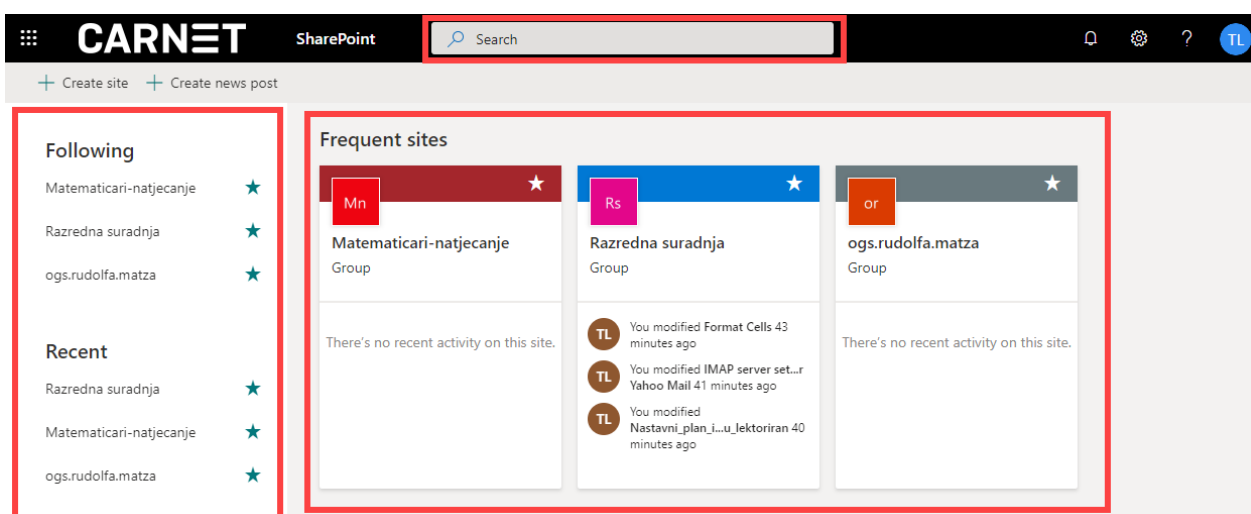 CARNET SharePoint Search ? TL
+ Create site + Create news post
Following
Matematicari-natjecanje
Razredna suradnja
ogs.rudolfa.matza
Recent
Razredna suradnja
Matematicari-natjecanje
ogs.rudolfa.matza
Frequent sites
Mn
Matematicari-natjecanje
Group
There's no recent activity on this site.
Rs
Razredna suradnja
Group
TL
You modified Format Cells 43
minutes ago
TL
You modified IMAP server set...r
Yahoo Mail 41 minutes ago
TL
You modified
Nastavni_plan_i...u_lektoriran 40
minutes ago
or
ogs.rudolfa.matza
Group
There's no recent activity on this site.